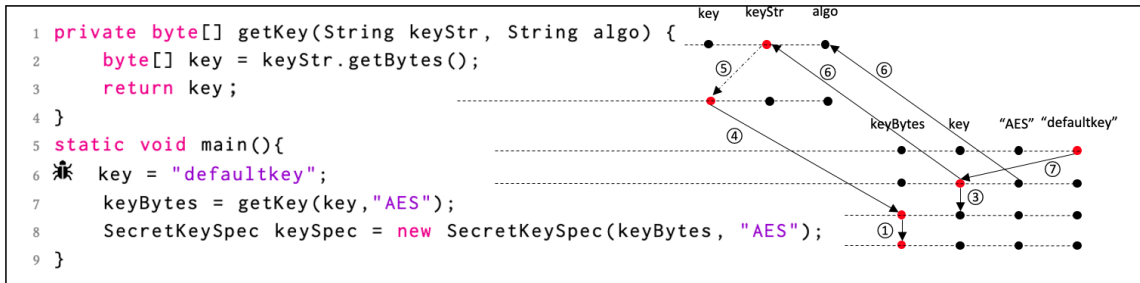 key keyStr algo
1 private byte[] getKey(String keyStr, String algo) {
2 byte[] key = keyStr.getBytes();
3 return key;
4 }
5 static void main(){
6 key = "defaultkey";
7 keyBytes = getKey(key,"AES");
8 SecretKeySpec keySpec = new SecretKeySpec(keyBytes, "AES");
9 }
⑤ ⑥ ⑥
④
keyBytes key "AES" "defaultkey"
⑦
③
①